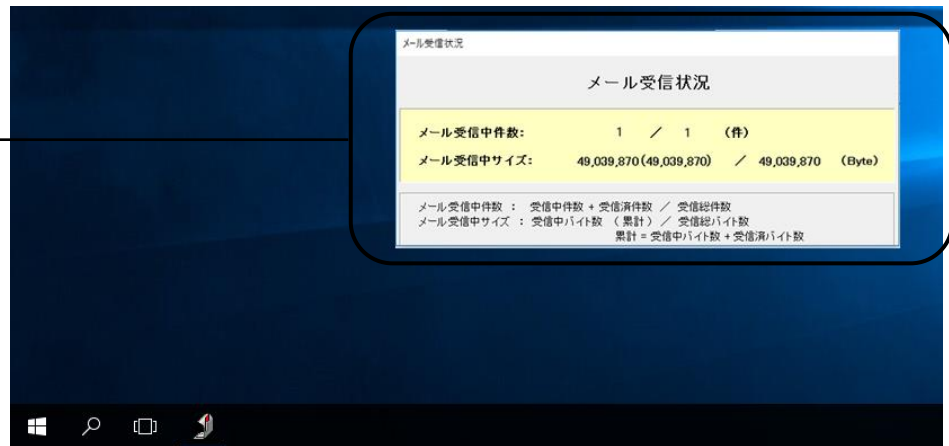 メール受信状況
メール受信状況
メール受信中件数: 1 / 1 (件)
メール受信中サイズ: 49,039,870(49,039,870) / 49,039,870 (Byte)
メール受信中件数 : 受信中件数 + 受信済件数 / 受信総件数
メール受信中サイズ : 受信中バイト数 (累計) / 受信総バイト数
累計 = 受信中バイト数 + 受信済バイト数